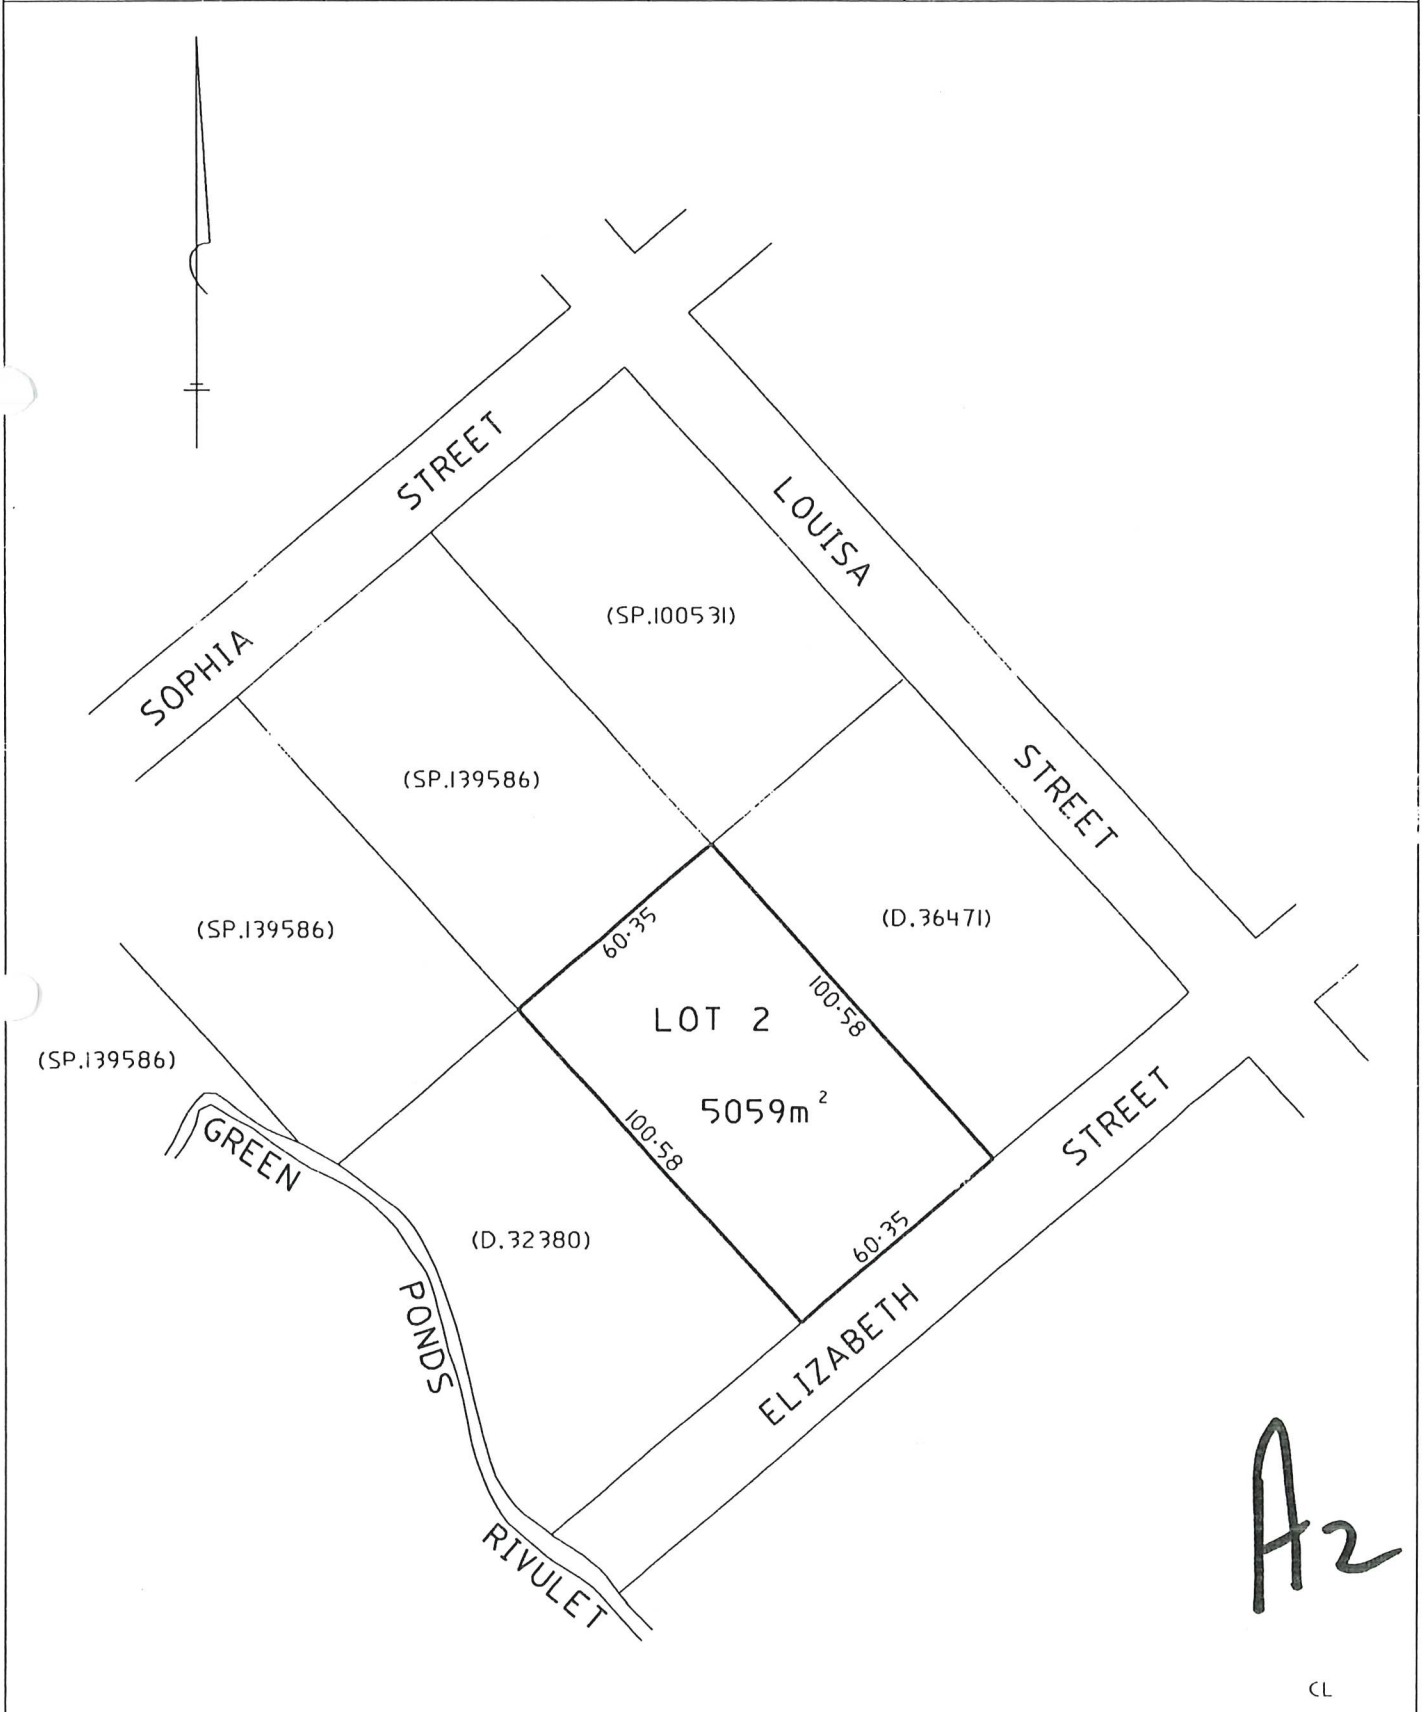 STREET
SOPHIA
LOUISA
STREET
(SP.100531)
(SP.139586)
(SP.139586)
(D.36471)
60·35
100·58
LOT 2
(SP.139586)
5059m²
100·58
GREEN
STREET
(D.32380)
60·35
PONDS
ELIZABETH
RIVULET
A2
CL